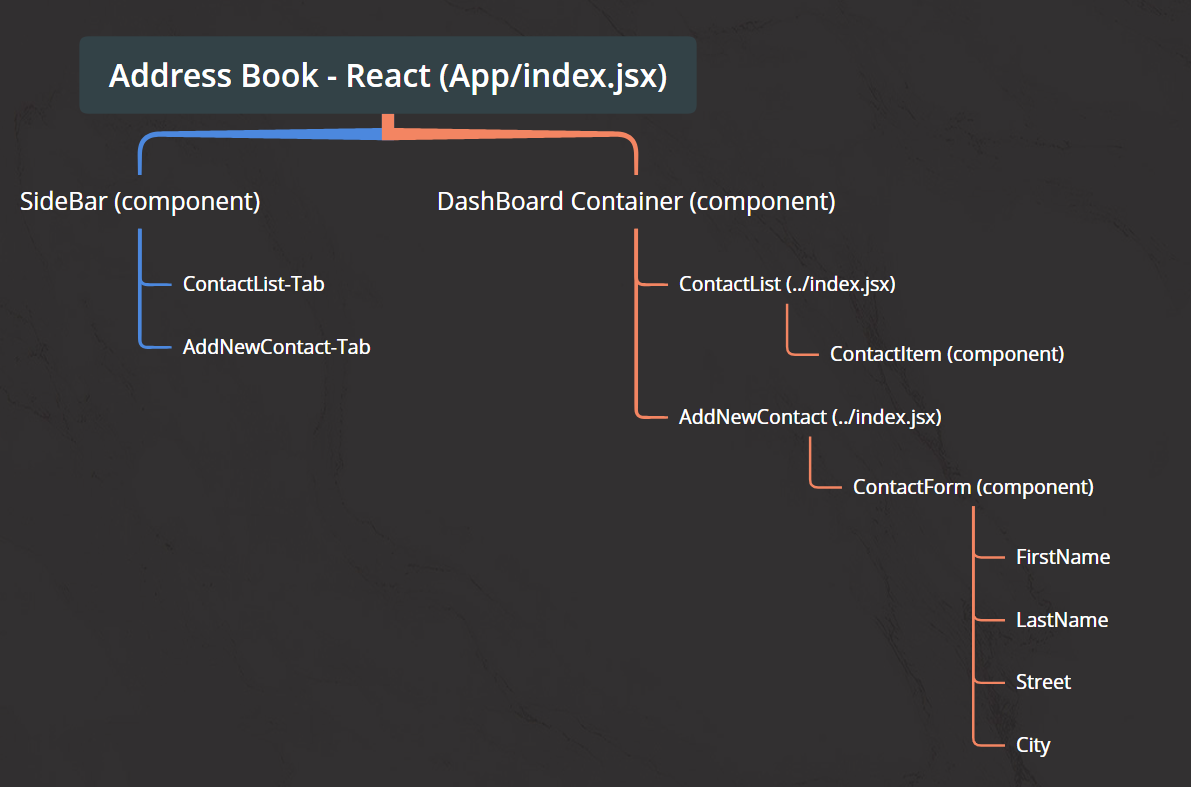 Address Book - React (App/index.jsx)
SideBar (component)
ContactList-Tab
AddNewContact-Tab
DashBoard Container (component)
ContactList (../index.jsx)
ContactItem (component)
AddNewContact (../index.jsx)
ContactForm (component)
FirstName
LastName
Street
City